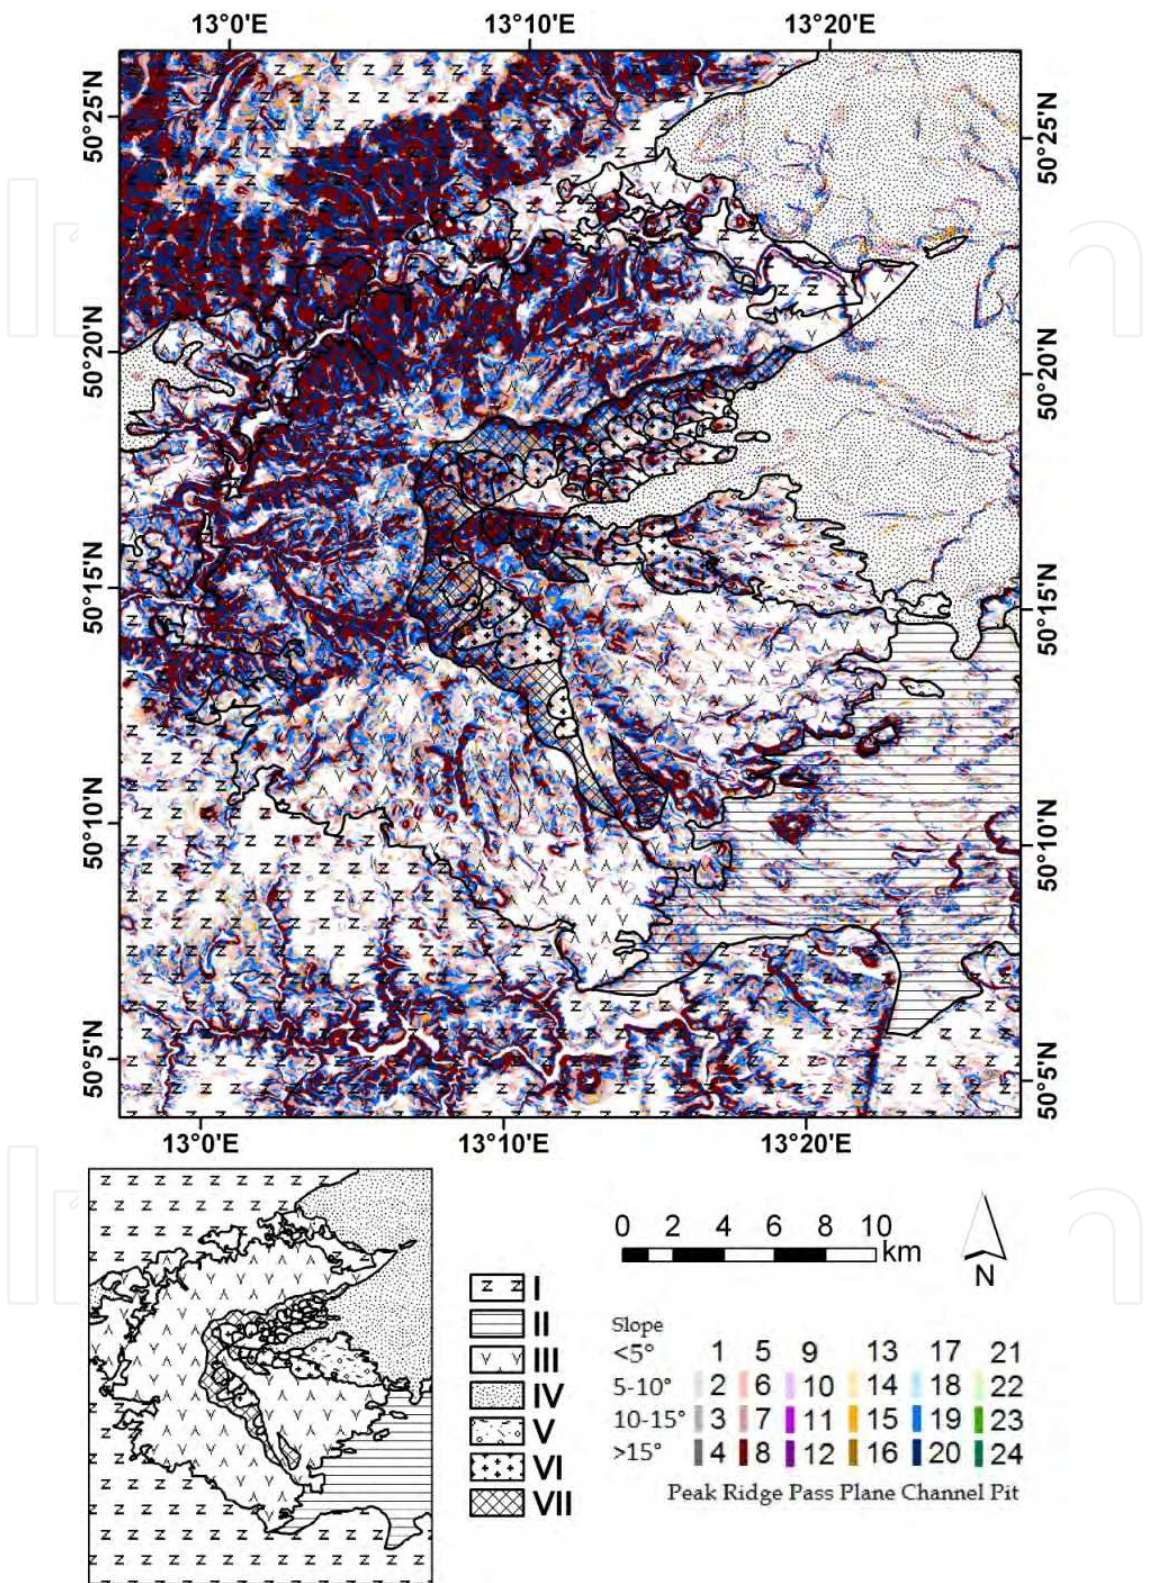 13°0'E 13°10'E 13°20'E
50°25'N 50°25'N
50°20'N 50°20'N
50°15'N 50°15'N
50°10'N 50°10'N
50°5'N 50°5'N
13°0'E 13°10'E 13°20'E
0 2 4 6 8 10
km
N
I
II
III
IV
V
VI
VII
Slope
<5° 1 5 9 13 17 21
5-10° 2 6 10 14 18 22
10-15° 3 7 11 15 19 23
>15° 4 8 12 16 20 24
Peak Ridge Pass Plane Channel Pit